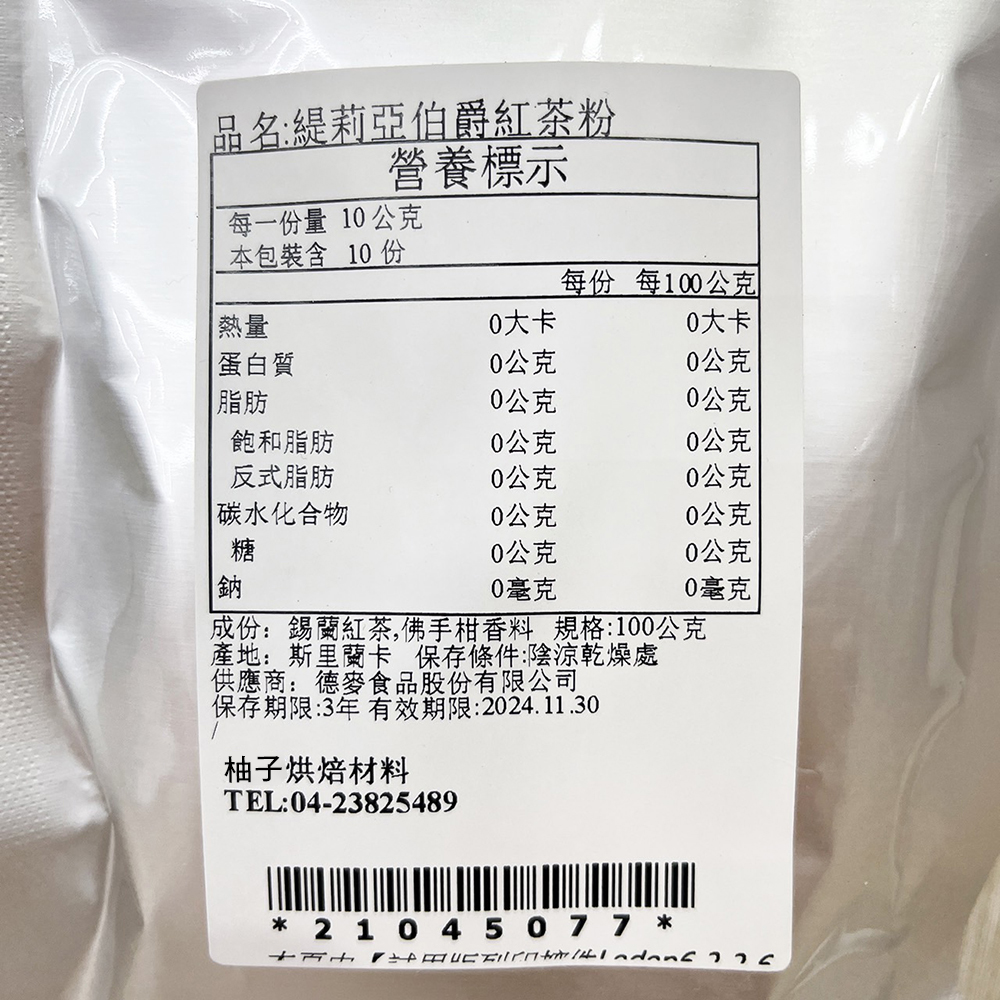 品名:緹莉亞伯爵紅茶粉
營養標示
每一份量 10公克
本包裝含 10 份
每份 每100公克
熱量 0大卡 0大卡
蛋白質 0公克 0公克
脂肪 0公克 0公克
飽和脂肪 0公克 0公克
反式脂肪 0公克 0公克
碳水化合物 0公克 0公克
糖 0公克 0公克
鈉 0毫克 0毫克
成份：錫蘭紅茶,佛手柑香料 規格:100公克
產地：斯里蘭卡 保存條件:陰涼乾燥處
供應商：德麥食品股份有限公司
保存期限:3年 有效期限:2024.11.30
/
柚子烘焙材料
TEL:04-23825489
*21045077*